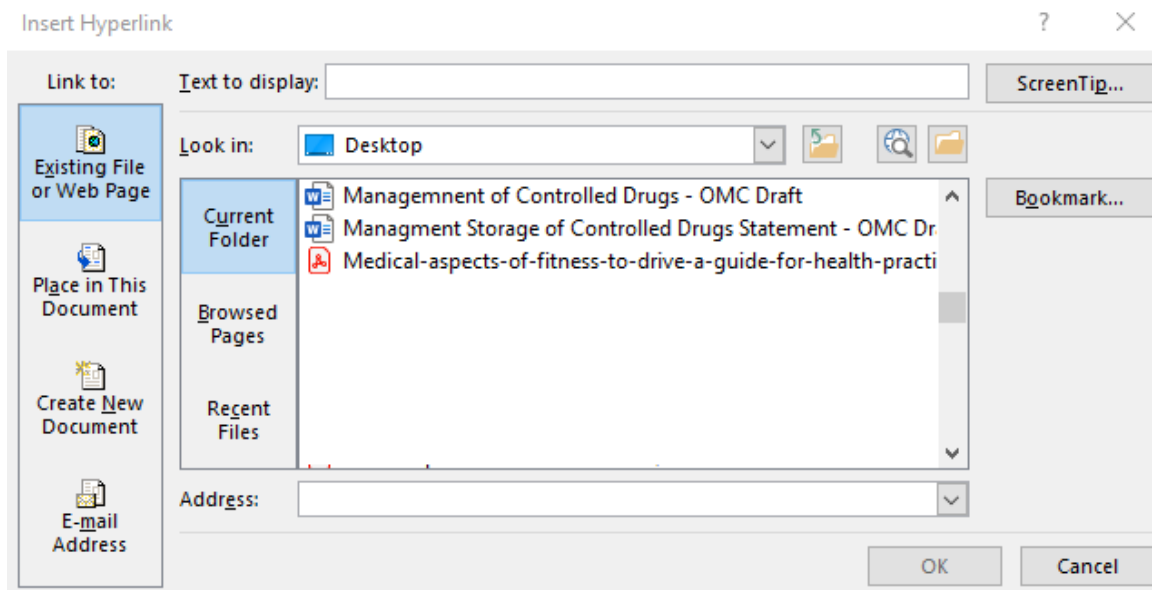 Insert Hyperlink
?
Link to:
Text to display:
ScreenTip...
Existing File
or Web Page
Look in:
Desktop
Current
Folder
Managemnent of Controlled Drugs - OMC Draft
Managment Storage of Controlled Drugs Statement - OMC Dr
Medical-aspects-of-fitness-to-drive-a-guide-for-health-practi
Bookmark...
Place in This
Document
Browsed
Pages
Create New
Document
Recent
Files
E-mail
Address
Address:
OK
Cancel